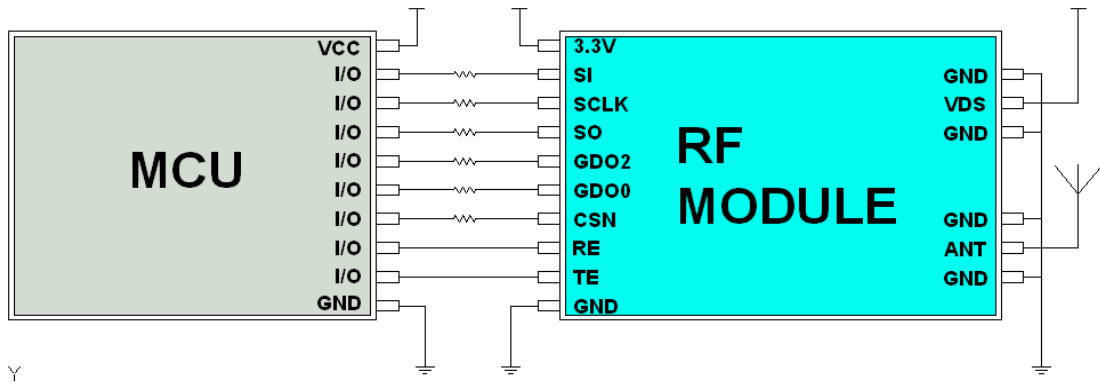 MCU
VCC
I/O
I/O
I/O
I/O
I/O
I/O
I/O
I/O
GND
RF
MODULE
3.3V
SI
SCLK
SO
GDO2
GDO0
CSN
RE
TE
GND
GND
VDS
GND
GND
ANT
GND